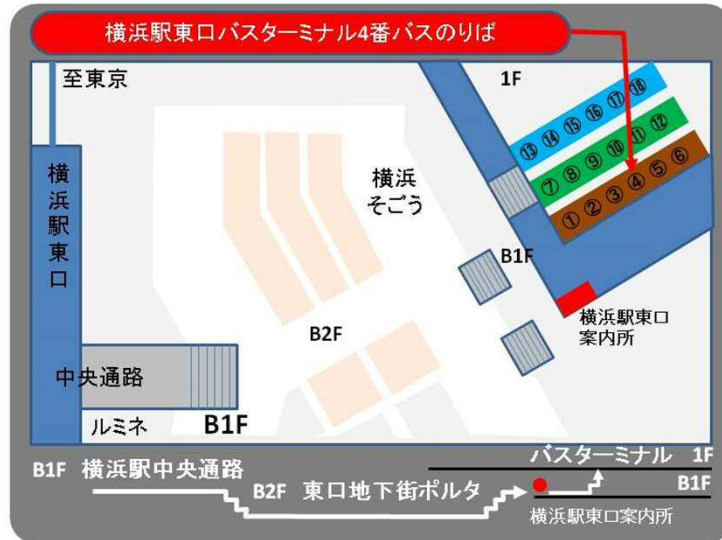 横浜駅東口バスターミナル4番バスのりば
至東京
1F
⑬ ⑭ ⑮ ⑯ ⑰ ⑱
⑦ ⑧ ⑨ ⑩ ⑪ ⑫
① ② ③ ④ ⑤ ⑥
横浜駅東口
横浜
そごう
B1F
横浜駅東口
案内所
B2F
中央通路
ルミネ
B1F
B1F 横浜駅中央通路
B2F 東口地下街ポルタ
バスターミナル 1F
B1F
横浜駅東口案内所